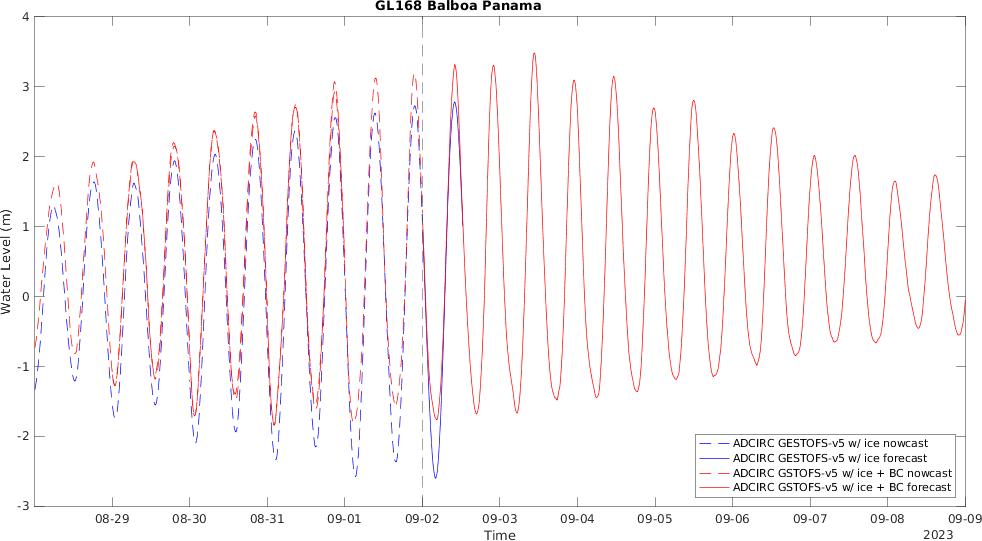 GL168 Balboa Panama
4
3
2
1
0
-1
-2
-3
Water Level (m)
ADCIRC GESTOFS-v5 w/ ice nowcast
ADCIRC GESTOFS-v5 w/ ice forecast
ADCIRC GSTOFS-v5 w/ ice + BC nowcast
ADCIRC GSTOFS-v5 w/ ice + BC forecast
08-29 08-30 08-31 09-01 09-02 09-03 09-04 09-05 09-06 09-07 09-08 09-09
Time
2023